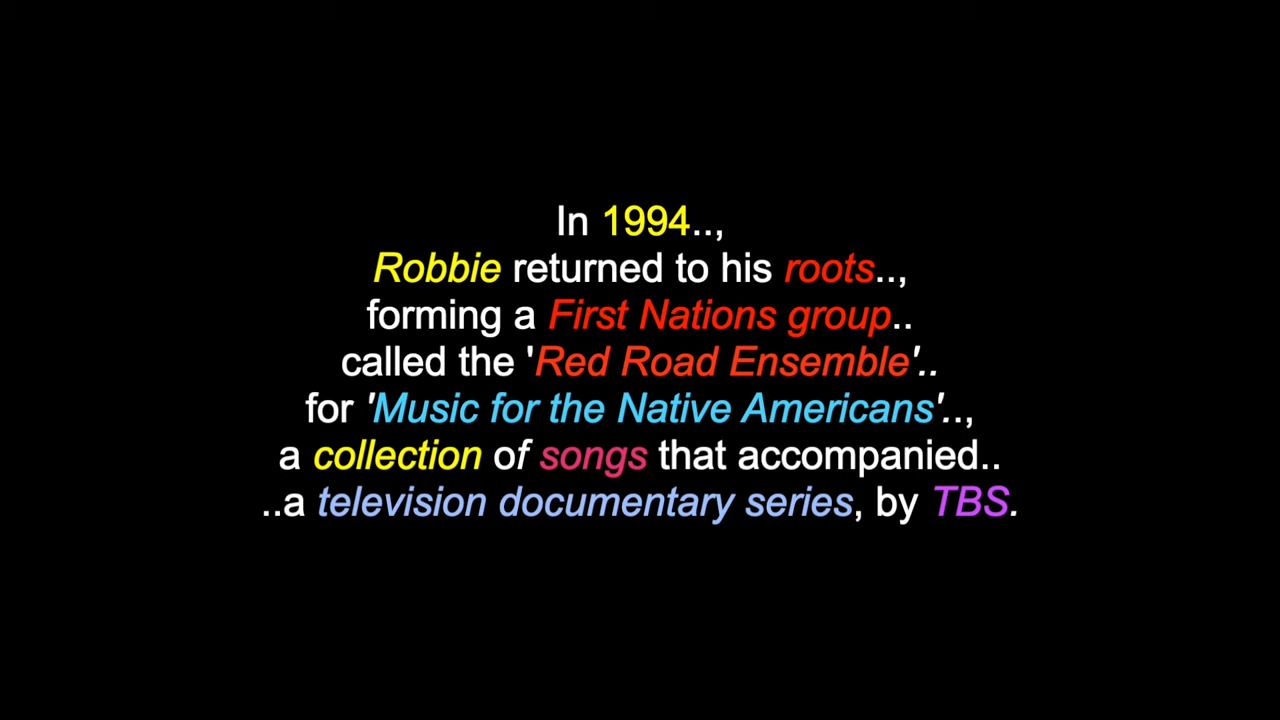 In 1994..,
Robbie returned to his roots..,
forming a First Nations group..
called the 'Red Road Ensemble'..
for 'Music for the Native Americans'..,
a collection of songs that accompanied..
..a television documentary series, by TBS.